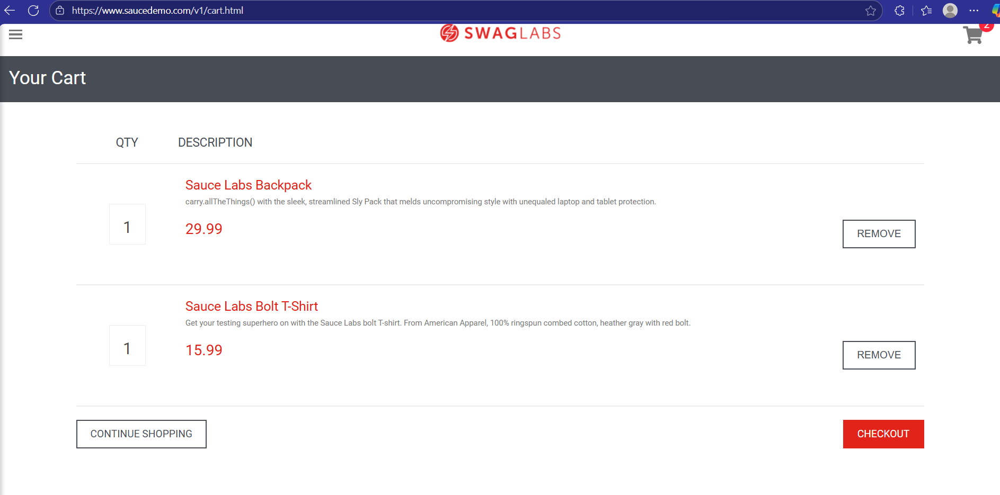 https://www.saucedemo.com/v1/cart.html
SWAGLABS
2
Your Cart
QTY DESCRIPTION
Sauce Labs Backpack
carry.allTheThings() with the sleek, streamlined Sly Pack that melds uncompromising style with unequaled laptop and tablet protection.
1
29.99
REMOVE
Sauce Labs Bolt T-Shirt
Get your testing superhero on with the Sauce Labs bolt T-shirt. From American Apparel, 100% ringspun combed cotton, heather gray with red bolt.
1
15.99
REMOVE
CONTINUE SHOPPING CHECKOUT